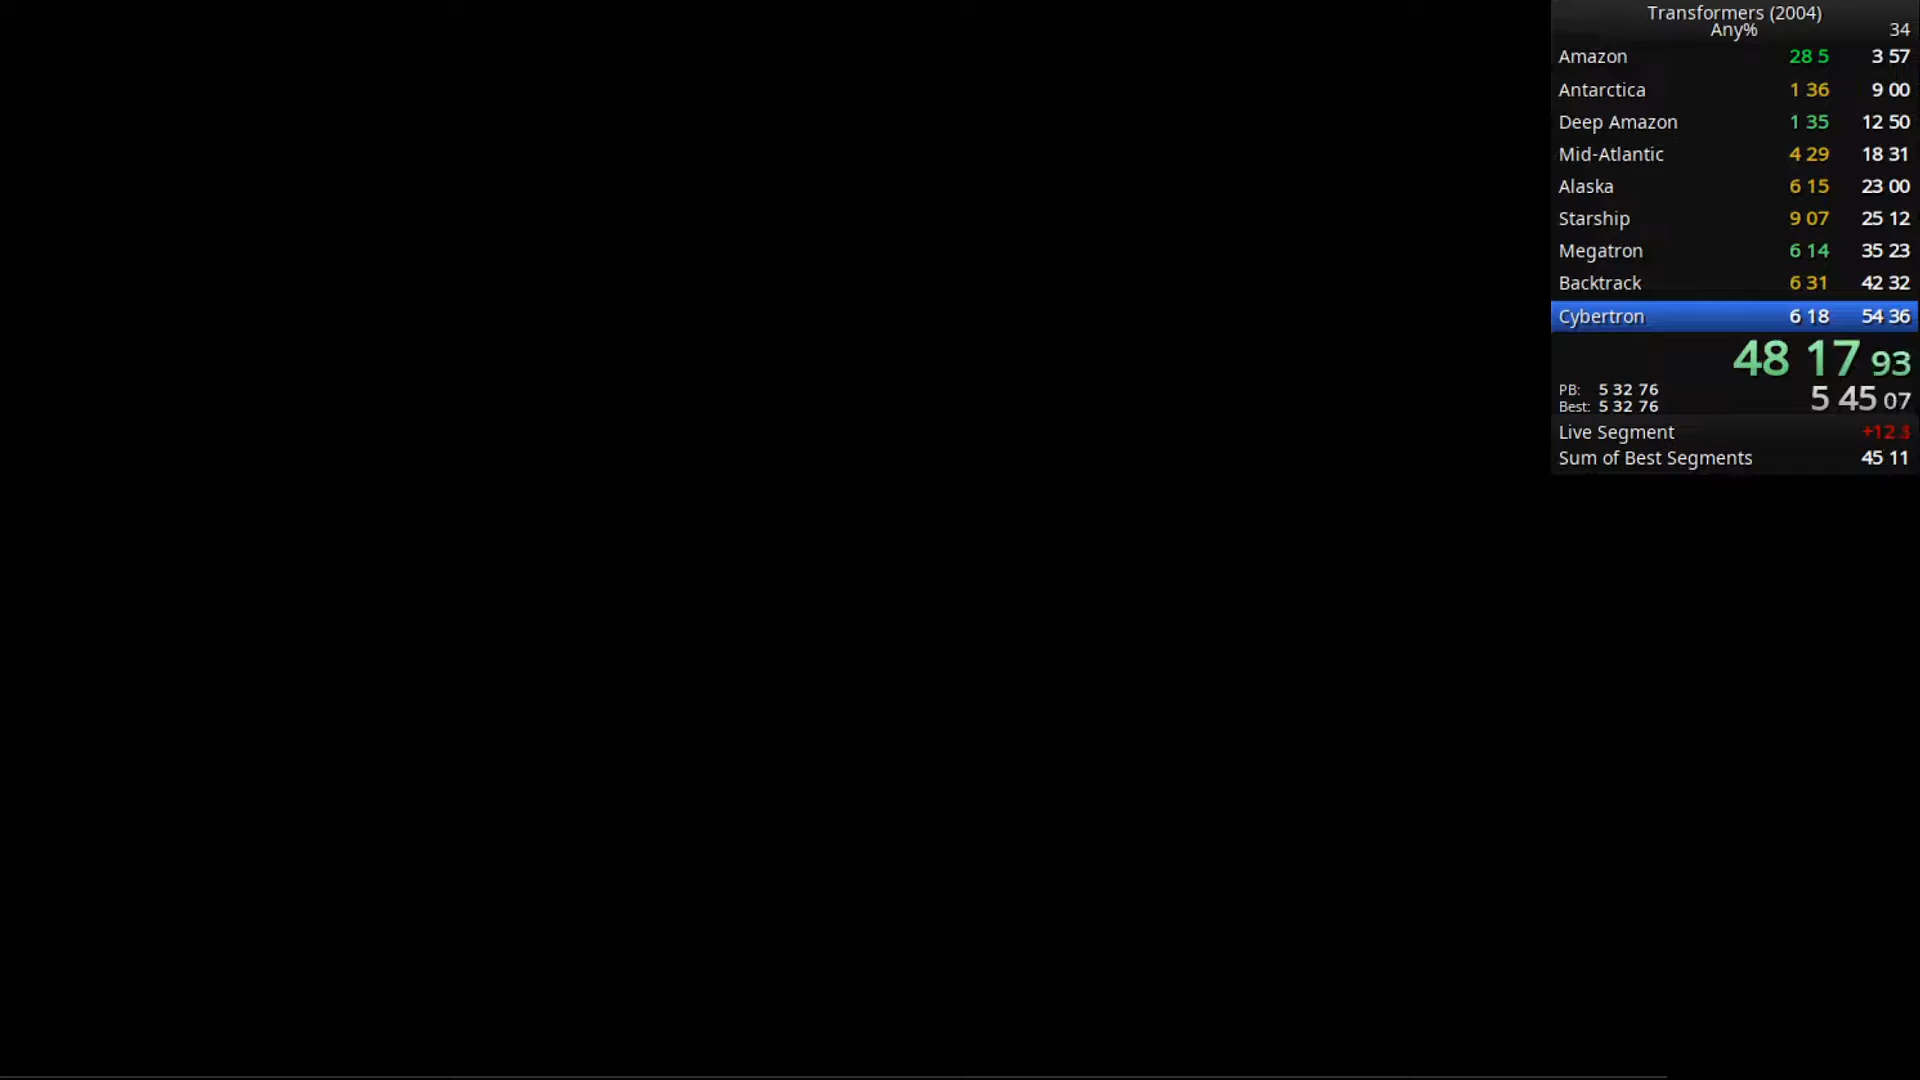 Transformers (2004)
Any% 34
Amazon 28 5 3 57
Antarctica 1 36 9 00
Deep Amazon 1 35 12 50
Mid-Atlantic 4 29 18 31
Alaska 6 15 23 00
Starship 9 07 25 12
Megatron 6 14 35 23
Backtrack 6 31 42 32
Cybertron 6 18 54 36
48 17 93
PB: 5 32 76
Best: 5 32 76
5 45 07
Live Segment +12
Sum of Best Segments 45 11